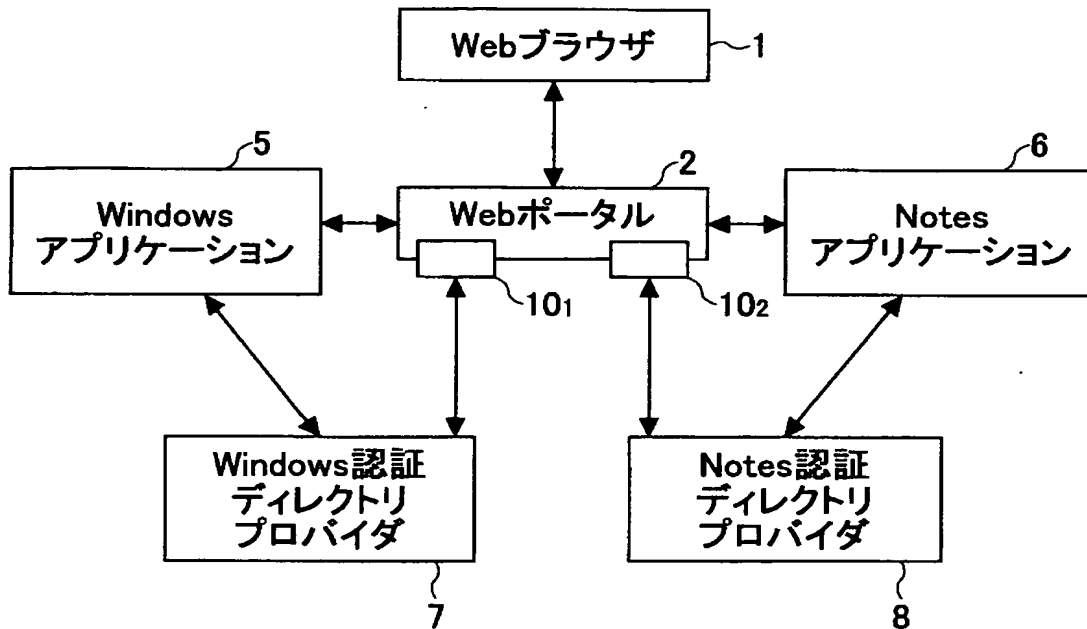 Webブラウザ
1
5
6
2
Windows
アプリケーション
Webポータル
Notes
アプリケーション
10₁
10₂
Windows認証
ディレクトリ
プロバイダ
Notes認証
ディレクトリ
プロバイダ
7
8